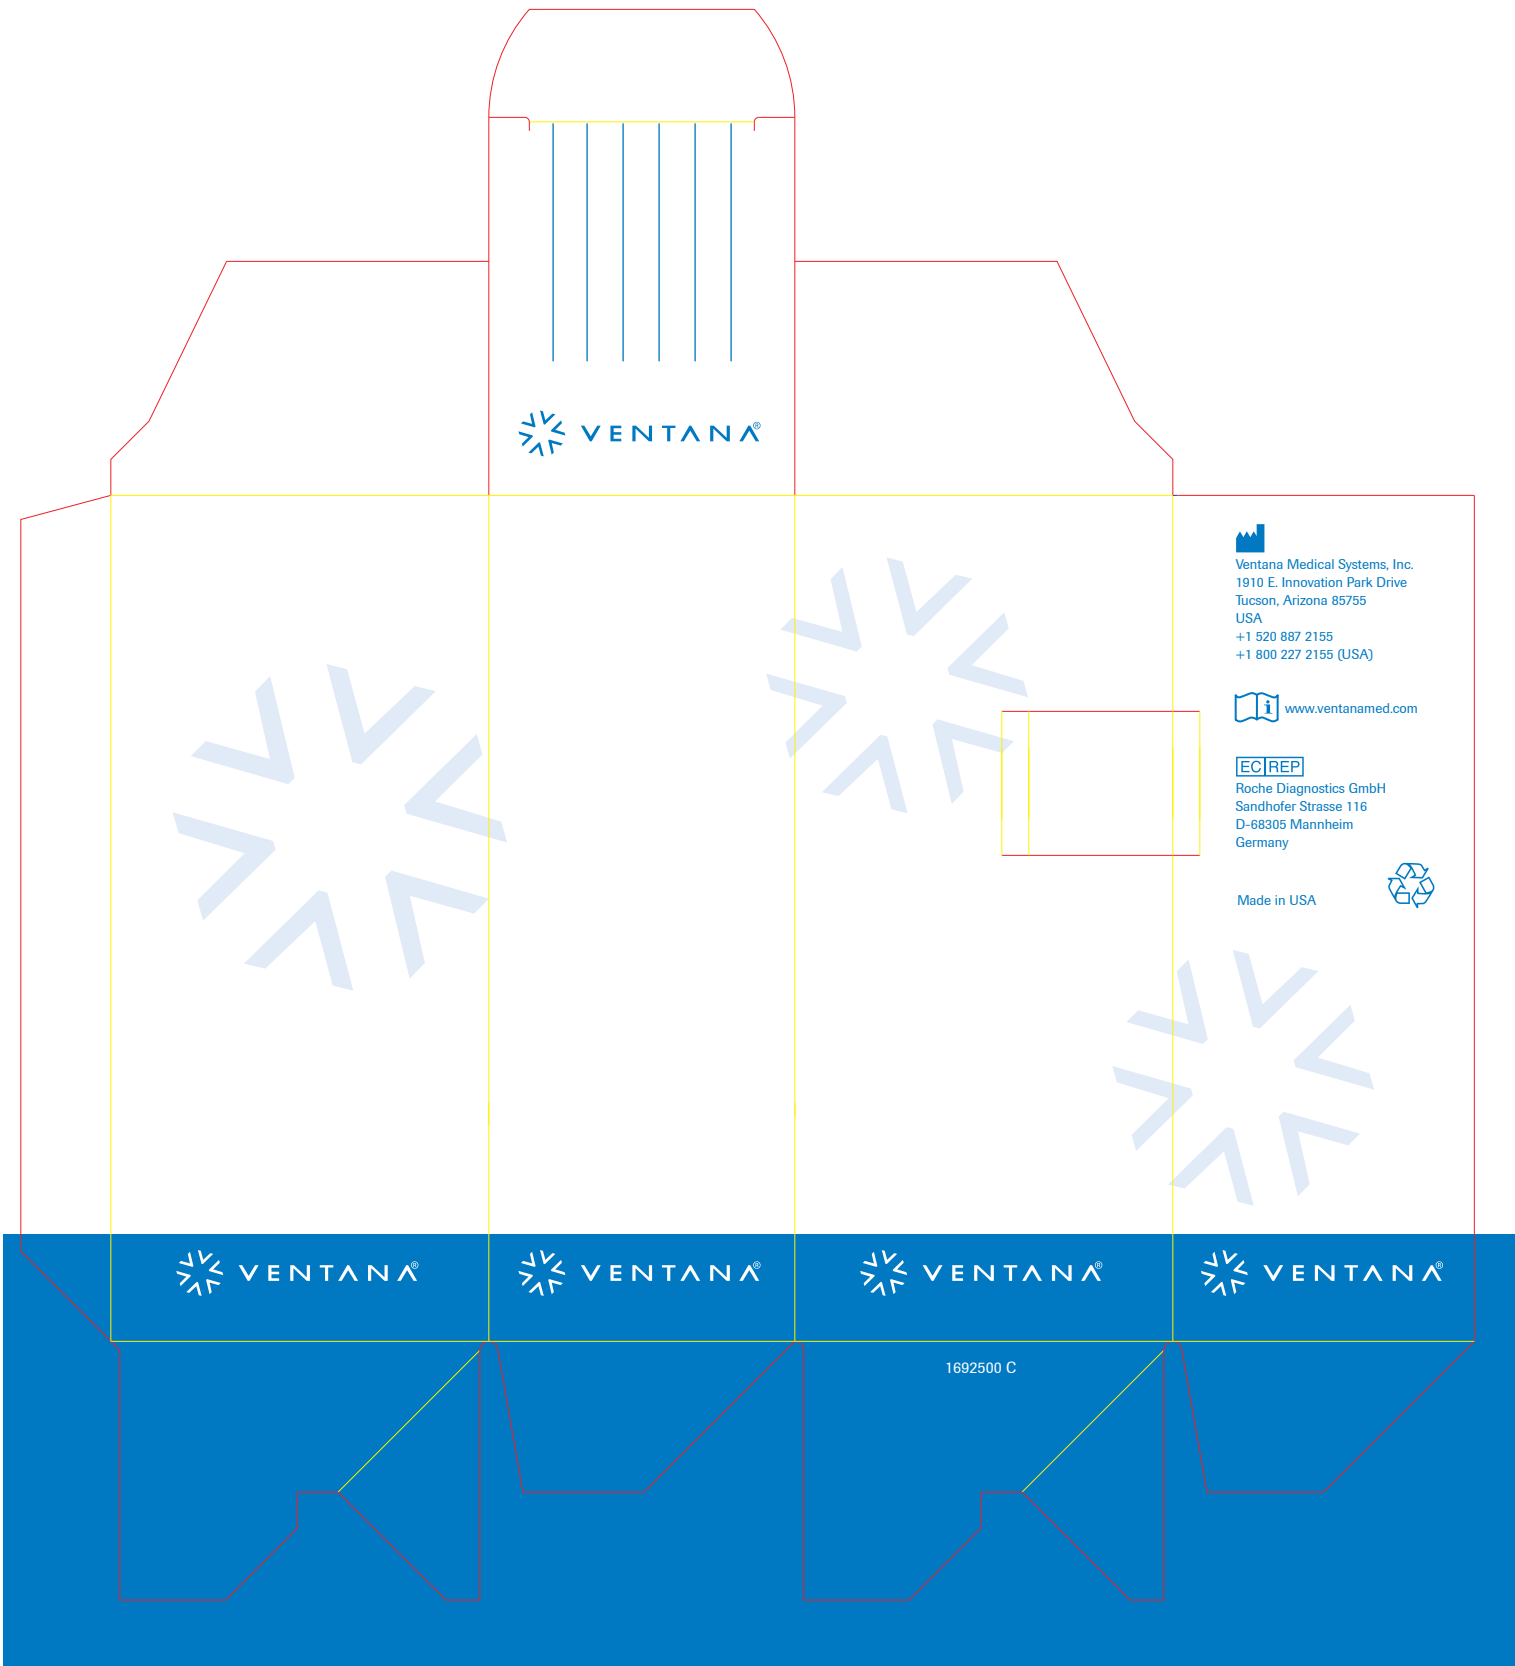 VENTANA®
Ventana Medical Systems, Inc.
1910 E. Innovation Park Drive
Tucson, Arizona 85755
USA
+1 520 887 2155
+1 800 227 2155 (USA)
i www.ventanamed.com
EC REP
Roche Diagnostics GmbH
Sandhofer Strasse 116
D-68305 Mannheim
Germany
Made in USA
VENTANA® VENTANA® VENTANA® VENTANA®
1692500 C